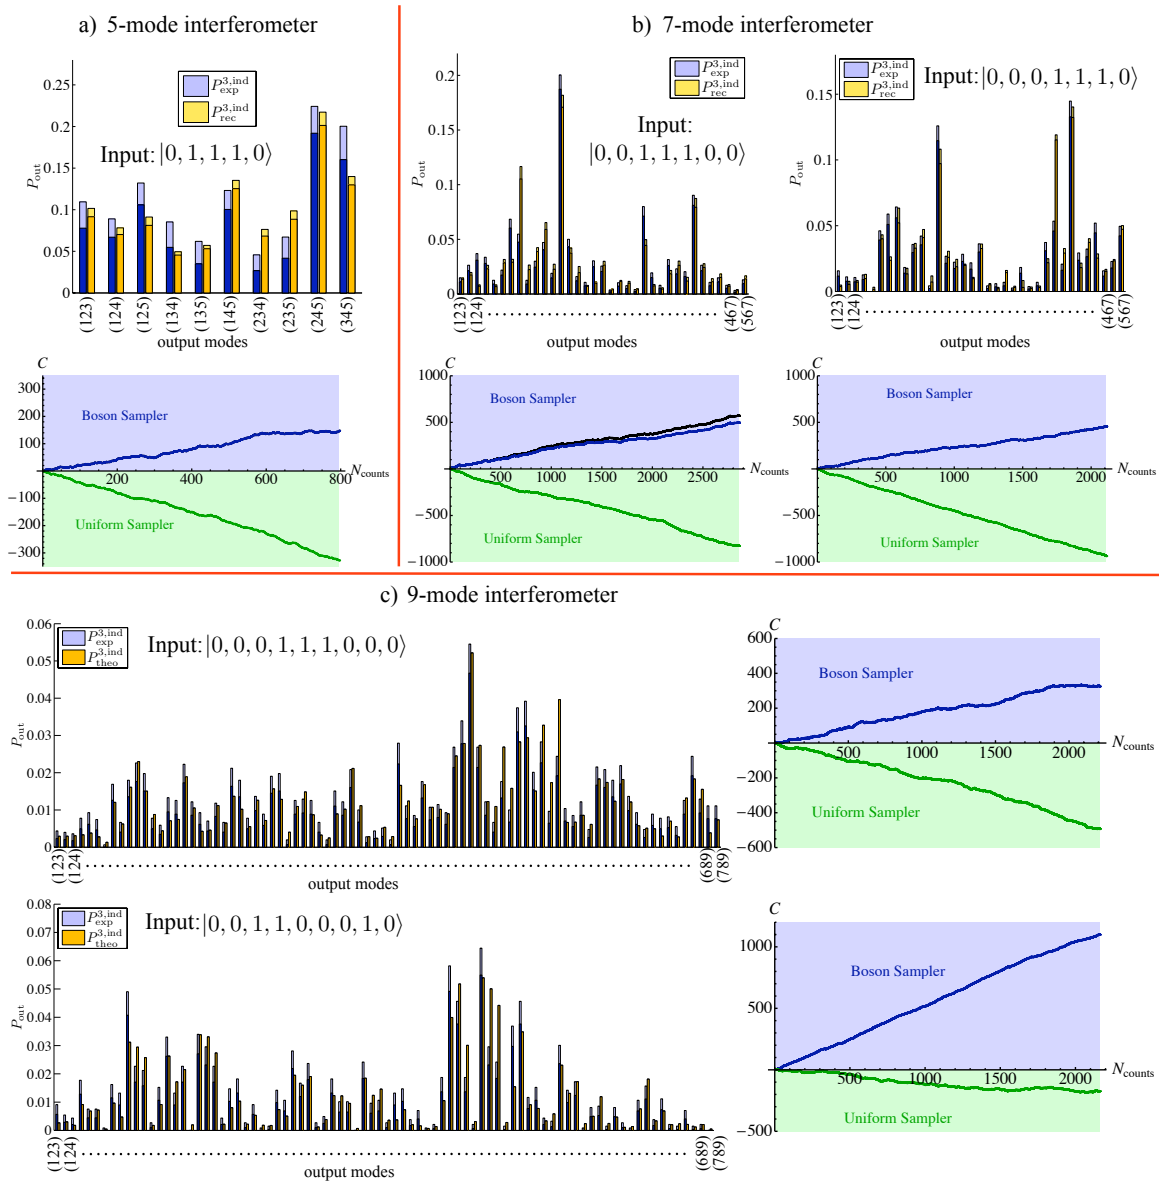 a) 5-mode interferometer
P^{3,ind}_{exp}
P^{3,ind}_{rec}
Input: |0, 1, 1, 1, 0⟩
P_out
0.25
0.2
0.15
0.1
0.05
0
(123)
(124)
(125)
(134)
(135)
(145)
(234)
(235)
(245)
(345)
output modes
C
300
200
100
−100
−200
−300
200
400
600
800
N_counts
Boson Sampler
Uniform Sampler
b) 7-mode interferometer
P^{3,ind}_{exp}
P^{3,ind}_{rec}
Input:
|0, 0, 1, 1, 1, 0, 0⟩
P_out
0.2
0.15
0.1
0.05
0
(123)
(124)
(467)
(567)
output modes
P^{3,ind}_{exp}
P^{3,ind}_{rec}
Input: |0, 0, 0, 1, 1, 1, 0⟩
P_out
0.15
0.1
0.05
0
(123)
(124)
(467)
(567)
output modes
C
1000
500
−500
−1000
500
1000
1500
2000
2500
N_counts
Boson Sampler
Uniform Sampler
C
1000
500
−500
−1000
500
1000
1500
2000
N_counts
Boson Sampler
Uniform Sampler
c) 9-mode interferometer
P^{3,ind}_{exp}
P^{3,ind}_{theo}
Input: |0, 0, 0, 1, 1, 1, 0, 0, 0⟩
P_out
0.06
0.05
0.04
0.03
0.02
0.01
0
(123)
(124)
(689)
(789)
output modes
C
600
400
200
−200
−400
−600
500
1000
1500
2000
N_counts
Boson Sampler
Uniform Sampler
P^{3,ind}_{exp}
P^{3,ind}_{theo}
Input: |0, 0, 1, 1, 0, 0, 0, 1, 0⟩
P_out
0.08
0.07
0.06
0.05
0.04
0.03
0.02
0.01
0
(123)
(124)
(689)
(789)
output modes
C
1000
500
−500
500
1000
1500
2000
N_counts
Boson Sampler
Uniform Sampler